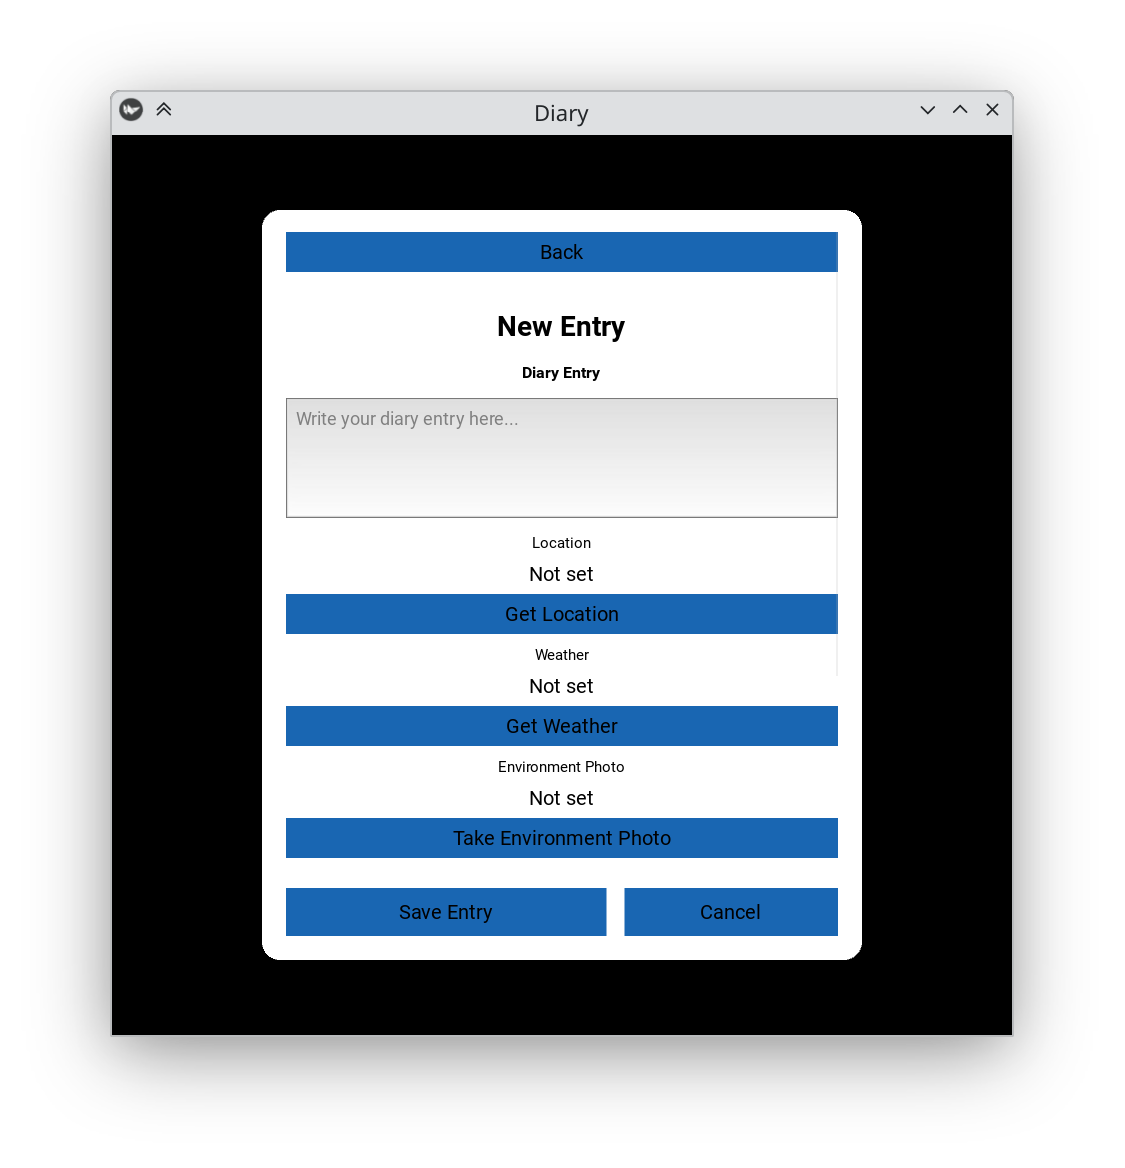 Diary
Back
New Entry
Diary Entry
Write your diary entry here...
Location
Not set
Get Location
Weather
Not set
Get Weather
Environment Photo
Not set
Take Environment Photo
Save Entry
Cancel